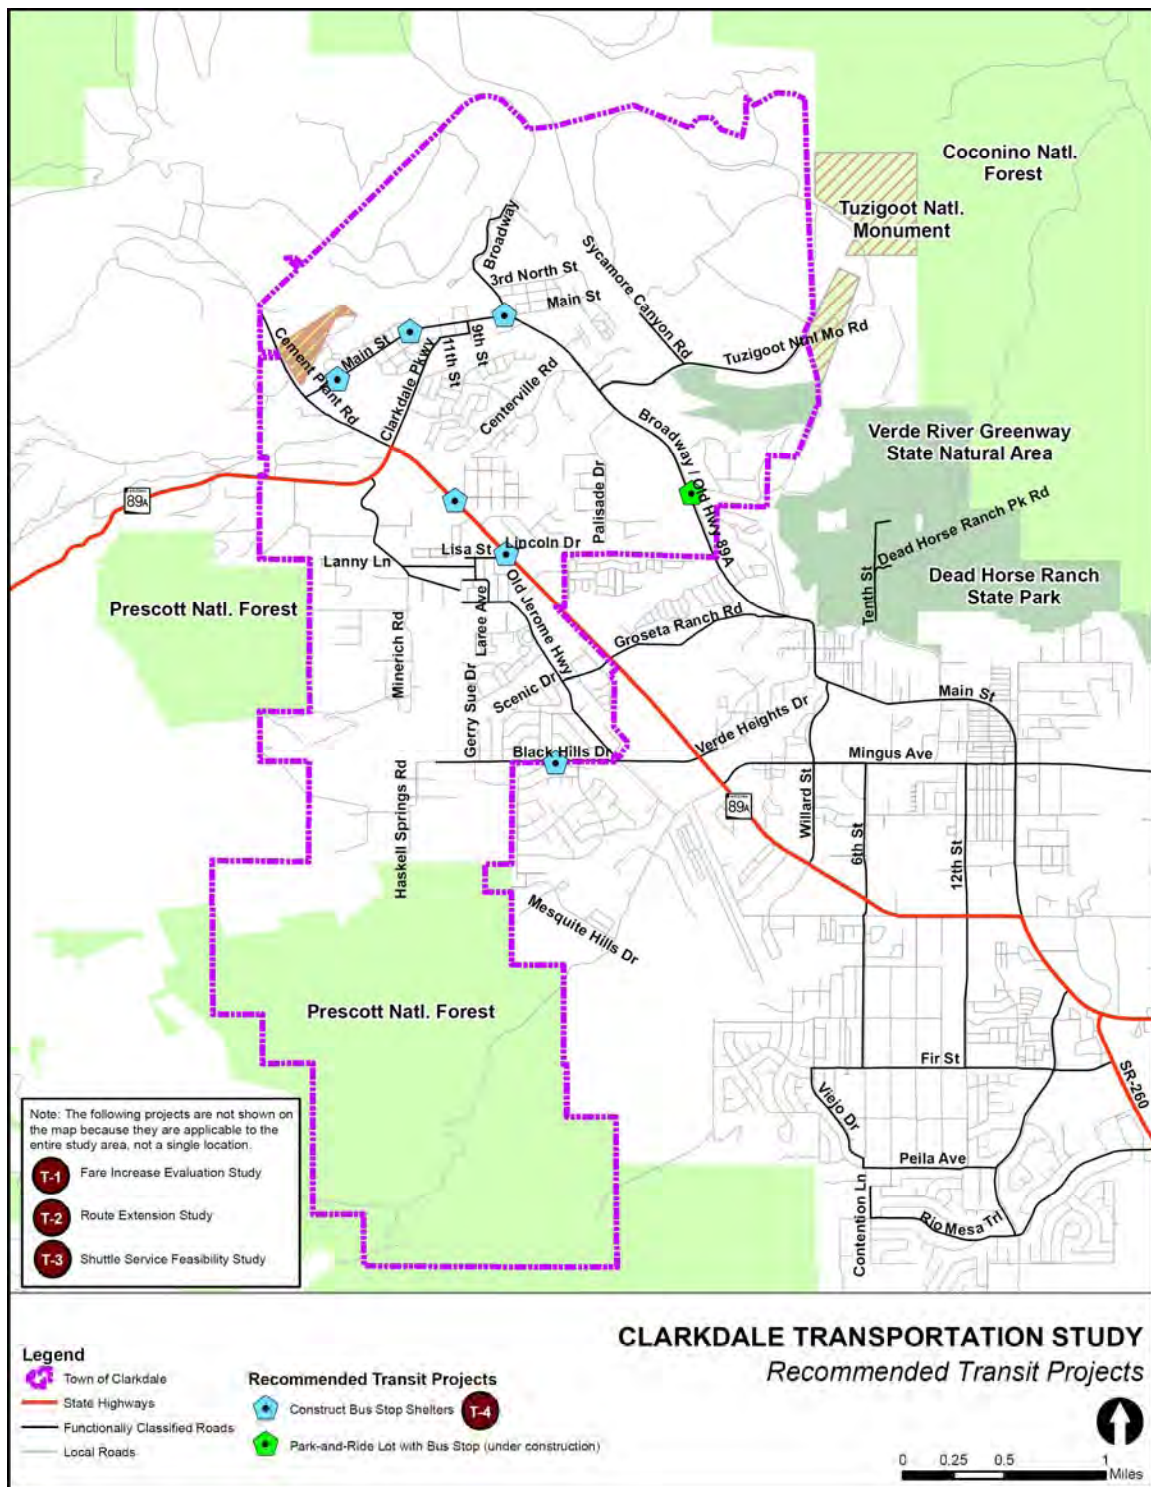 Coconino Natl.
Forest
Tuzigoot Natl.
Monument
Broadway
3rd North St
Main St
Sycamore Canyon Rd
Tuzigoot Ntnl Mo Rd
Cement Plant Rd
Main St
Clarkdale Pkwy
11th St
9th St
Centerville Rd
Broadway / Old Hwy 89A
Verde River Greenway
State Natural Area
Palisade Dr
89A
Dead Horse Ranch Pk Rd
Tenth St
Dead Horse Ranch
State Park
Lisa St
Lincoln Dr
Lanny Ln
Prescott Natl. Forest
Minerich Rd
Laree Ave
Old Jerome Hwy
Groseta Ranch Rd
Gerry Sue Dr
Scenic Dr
Main St
Verde Heights Dr
Black Hills Dr
Mingus Ave
Haskell Springs Rd
89A
Willard St
6th St
12th St
Mesquite Hills Dr
Prescott Natl. Forest
Fir St
SR-260
Viejo Dr
Peila Ave
Contention Ln
Rio Mesa Trl
Note: The following projects are not shown on
the map because they are applicable to the
entire study area, not a single location.
T-1 Fare Increase Evaluation Study
T-2 Route Extension Study
T-3 Shuttle Service Feasibility Study
CLARKDALE TRANSPORTATION STUDY
Recommended Transit Projects
Legend
Town of Clarkdale
State Highways
Functionally Classified Roads
Local Roads
Recommended Transit Projects
Construct Bus Stop Shelters T-4
Park-and-Ride Lot with Bus Stop (under construction)
0 0.25 0.5 1
Miles